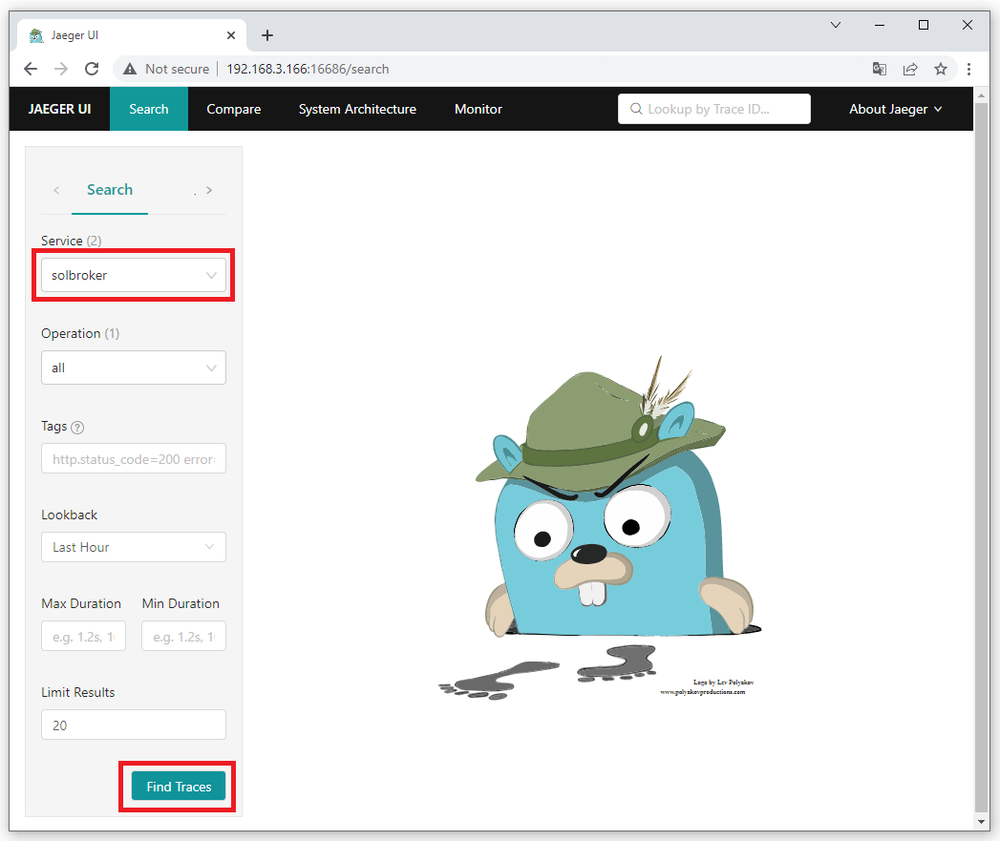 Jaeger UI
Not secure 192.168.3.166:16686/search
JAEGER UI Search Compare System Architecture Monitor Lookup by Trace ID... About Jaeger
Search .
Service (2)
solbroker
Operation (1)
all
Tags ?
http.status_code=200 error:
Lookback
Last Hour
Max Duration Min Duration
e.g. 1.2s, 1 e.g. 1.2s, 1
Limit Results
20
Find Traces
Logo by Lev Polyakov
www.polyakovproductions.com